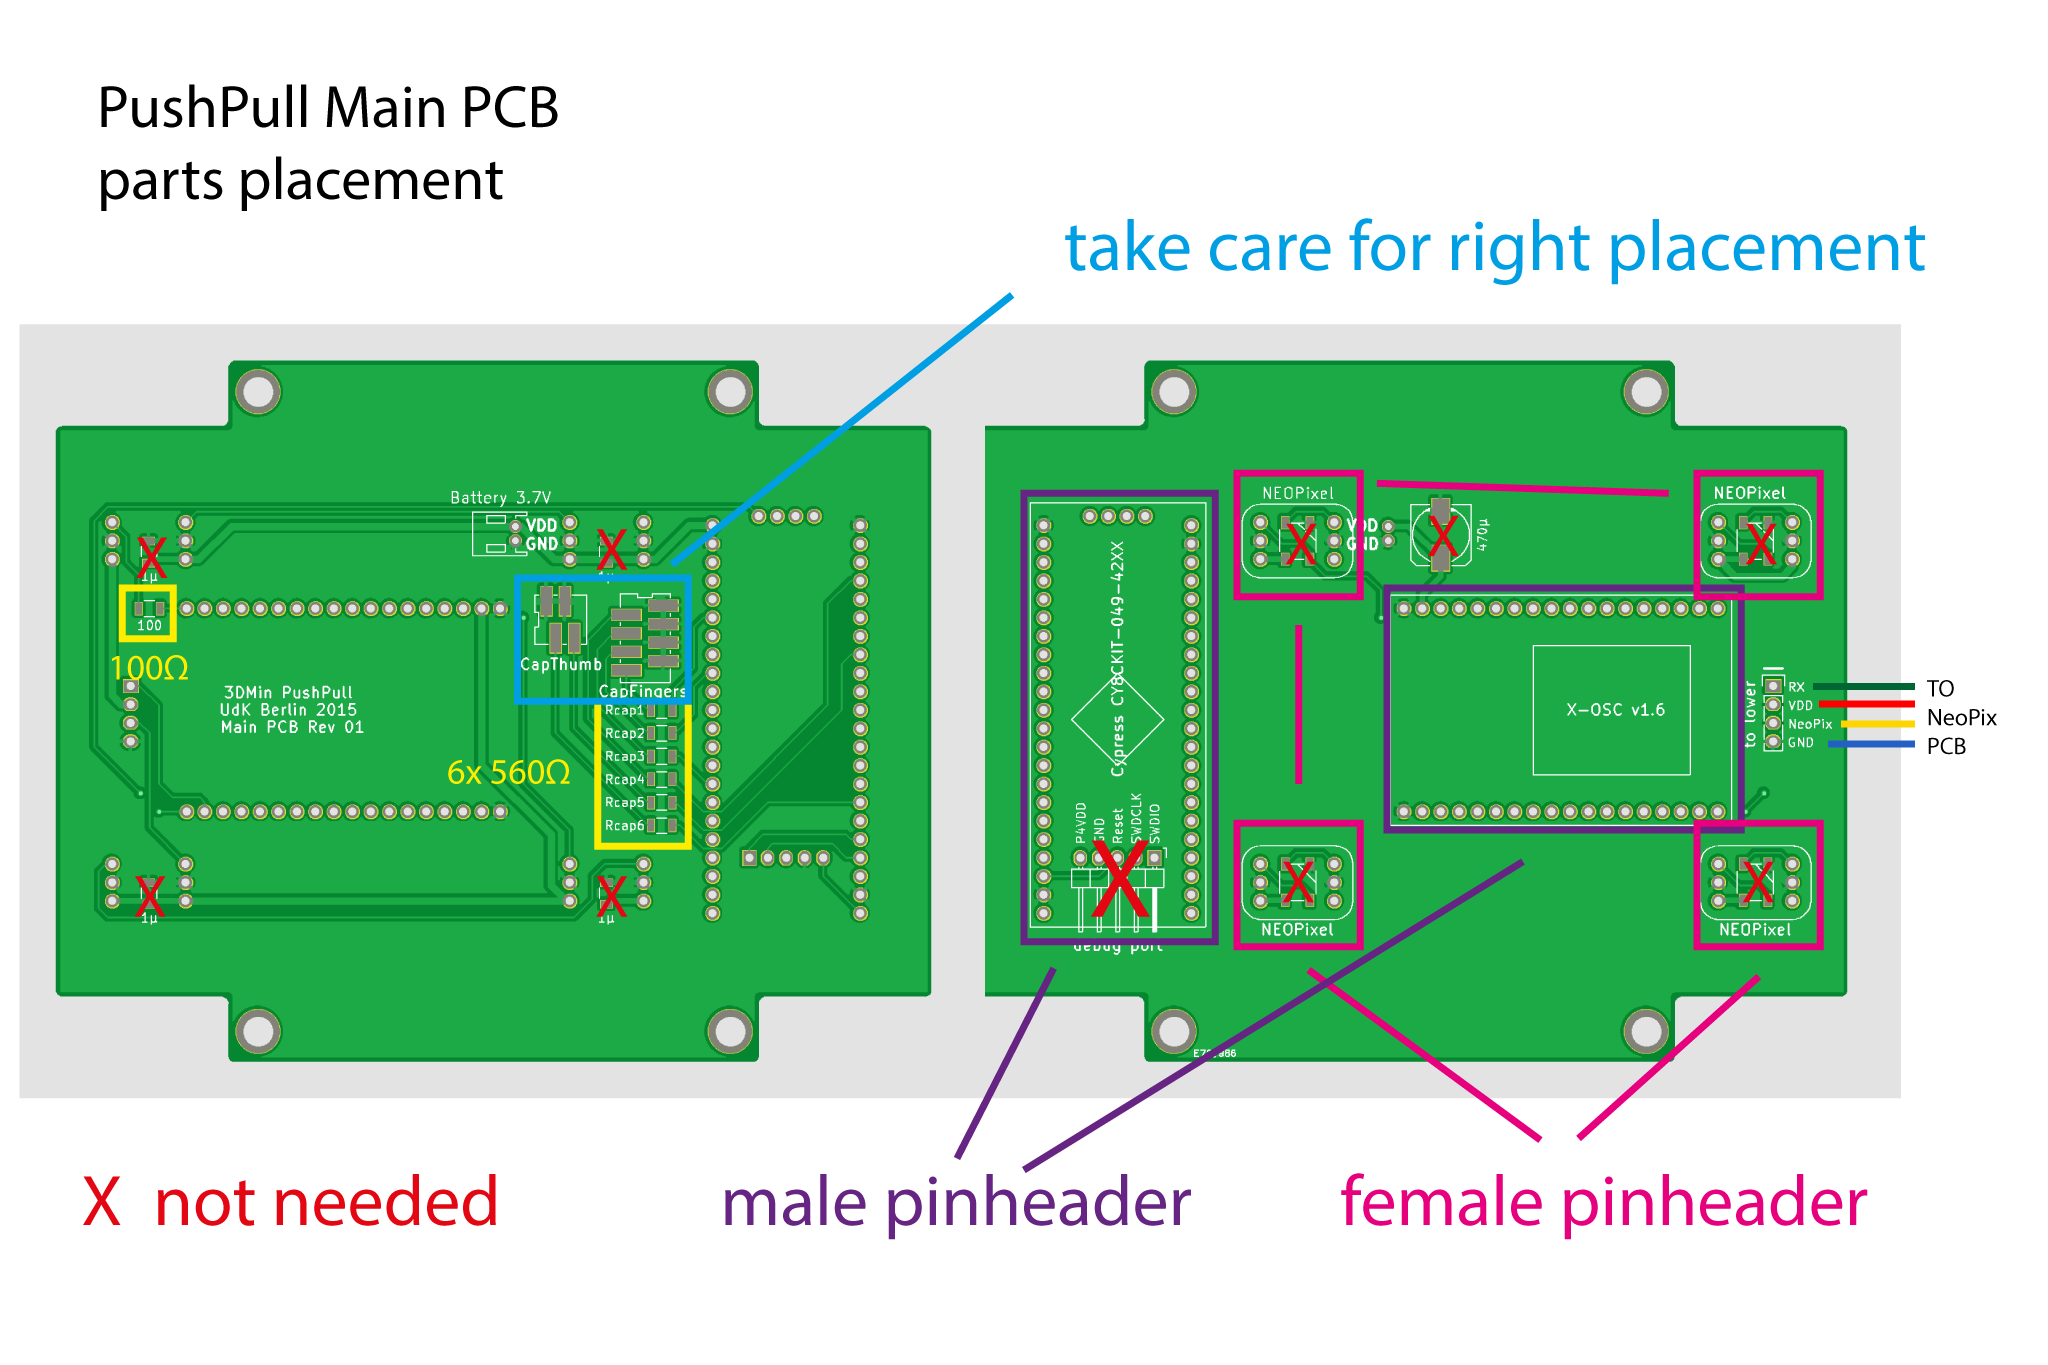 PushPull Main PCB
parts placement
take care for right placement
Battery 3.7V
VDD
GND
1µ
1µ
100
100Ω
CapThumb
CapFingers
3DMin PushPull
UdK Berlin 2015
Main PCB Rev 01
Rcap1
Rcap2
Rcap3
Rcap4
Rcap5
Rcap6
6x 560Ω
X
X
1µ
1µ
X
X
NEOPixel
X
VDD
GND
X
470µ
NEOPixel
X
Cypress CY8CKIT-049-42XX
P4VDD
GND
Reset
SWDCLK
SWDIO
X
debug port
X-OSC v1.6
to lower
RX
VDD
NeoPix
GND
TO
NeoPix
PCB
X
NEOPixel
X
NEOPixel
X not needed
male pinheader
female pinheader